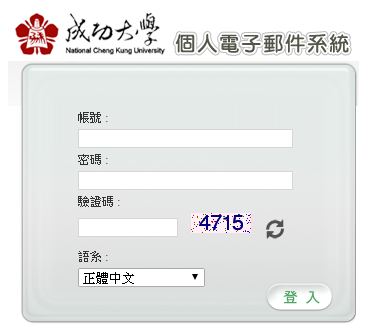 成功大學
National Cheng Kung University
個人電子郵件系統
帳號 :
密碼 :
驗證碼 :
4715
語系 :
正體中文
登 入